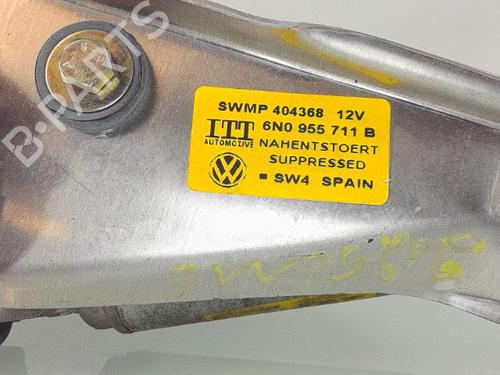 B-PARTS
SWMP 404368 12V
ITT 6N0 955 711 B
AUTOMOTIVE NAHENTSTOERT
SUPPRESSED
SW4 SPAIN